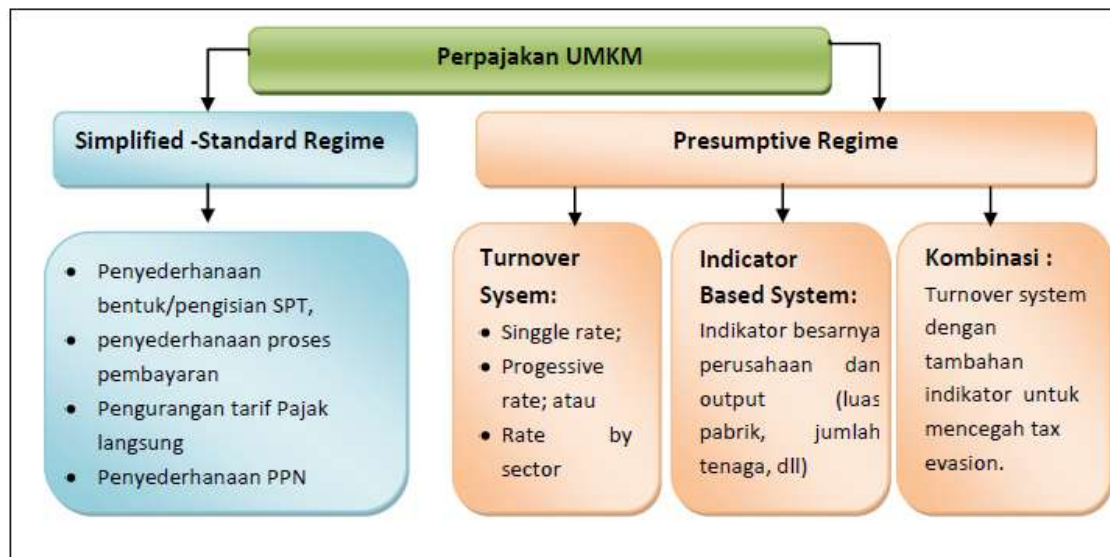 Perpajakan UMKM
Simplified -Standard Regime
Presumptive Regime
• Penyederhanaan
bentuk/pengisian SPT,
• penyederhanaan proses
pembayaran
• Pengurangan tarif Pajak
langsung
• Penyederhanaan PPN
Turnover
Sysem:
• Singgle rate;
• Progessive
rate; atau
• Rate by
sector
Indicator
Based System:
Indikator besarnya
perusahaan dan
output (luas
pabrik, jumlah
tenaga, dll)
Kombinasi :
Turnover system
dengan
tambahan
indikator untuk
mencegah tax
evasion.